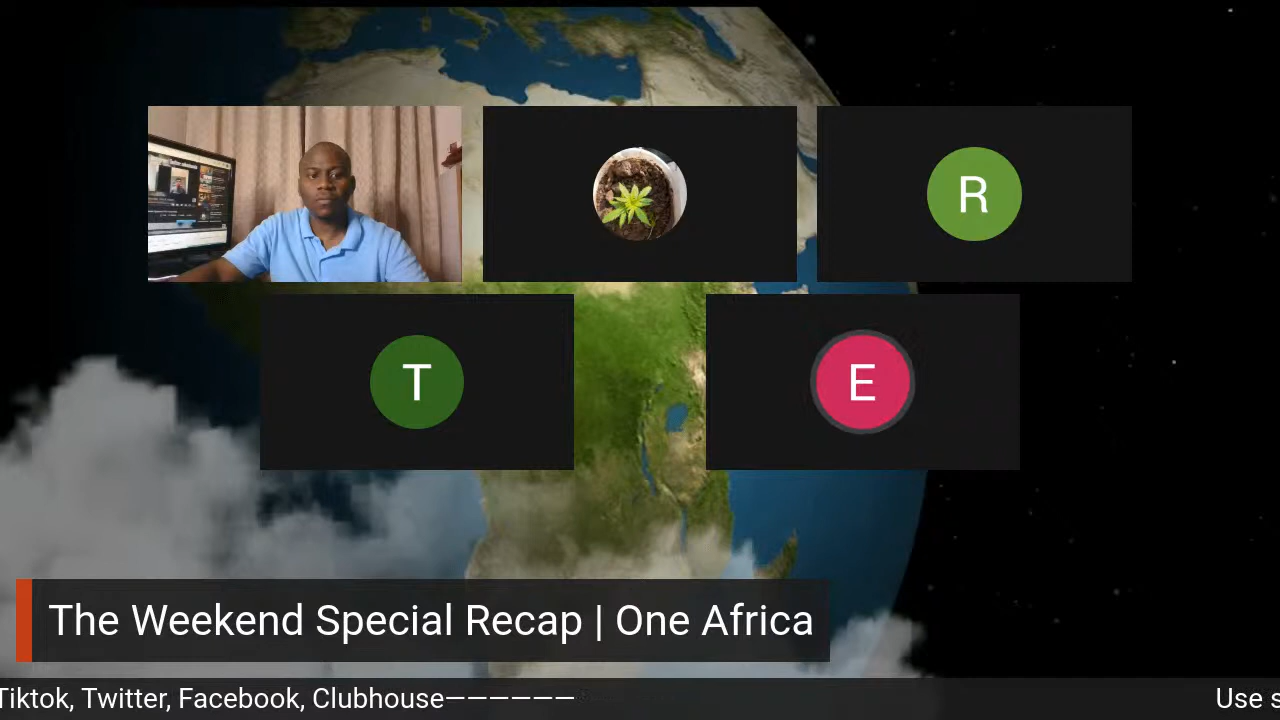 R
T
E
The Weekend Special Recap | One Africa
Tiktok, Twitter, Facebook, Clubhouse—————— Use s